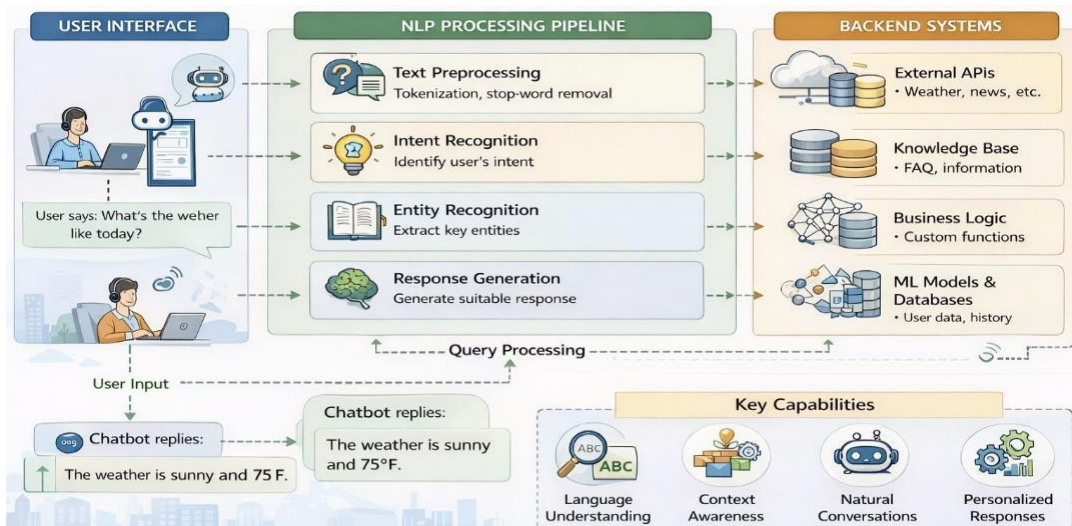 USER INTERFACE
NLP PROCESSING PIPELINE
BACKEND SYSTEMS
Text Preprocessing
Tokenization, stop-word removal
Intent Recognition
Identify user's intent
Entity Recognition
Extract key entities
Response Generation
Generate suitable response
External APIs
• Weather, news, etc.
Knowledge Base
• FAQ, information
Business Logic
• Custom functions
ML Models &
Databases
• User data, history
User says: What's the weher
like today?
Query Processing
User Input
Chatbot replies:
The weather is sunny and 75 F.
Chatbot replies:
The weather is sunny
and 75°F.
Key Capabilities
ABC
ABC
Language
Understanding
Context
Awareness
Natural
Conversations
Personalized
Responses